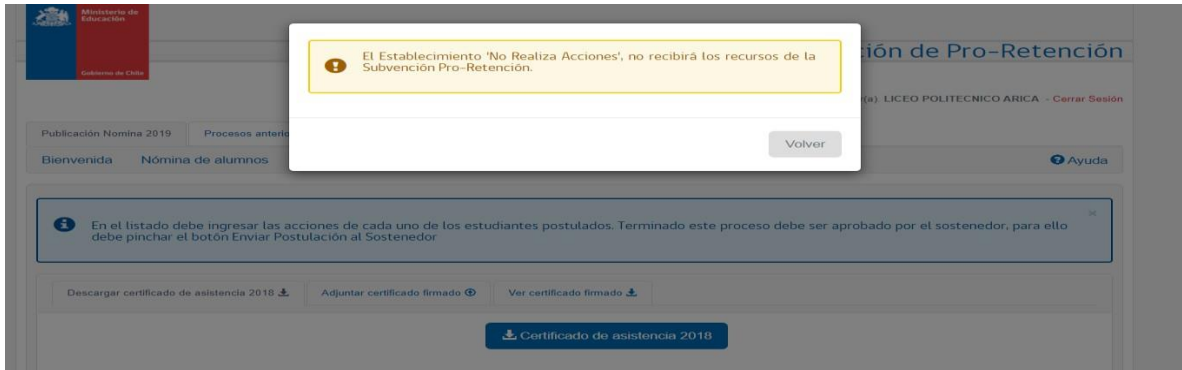 Ministerio de
Educación
Gobierno de Chile
ión de Pro-Retención
(a). LICEO POLITECNICO ARICA - Cerrar Sesión
El Establecimiento 'No Realiza Acciones', no recibirá los recursos de la
Subvención Pro-Retención.
Volver
Publicación Nomina 2019 Procesos anterio
Bienvenida Nómina de alumnos Ayuda
En el listado debe ingresar las acciones de cada uno de los estudiantes postulados. Terminado este proceso debe ser aprobado por el sostenedor, para ello
debe pinchar el botón Enviar Postulación al Sostenedor
Descargar certificado de asistencia 2018 Adjuntar certificado firmado Ver certificado firmado
Certificado de asistencia 2018